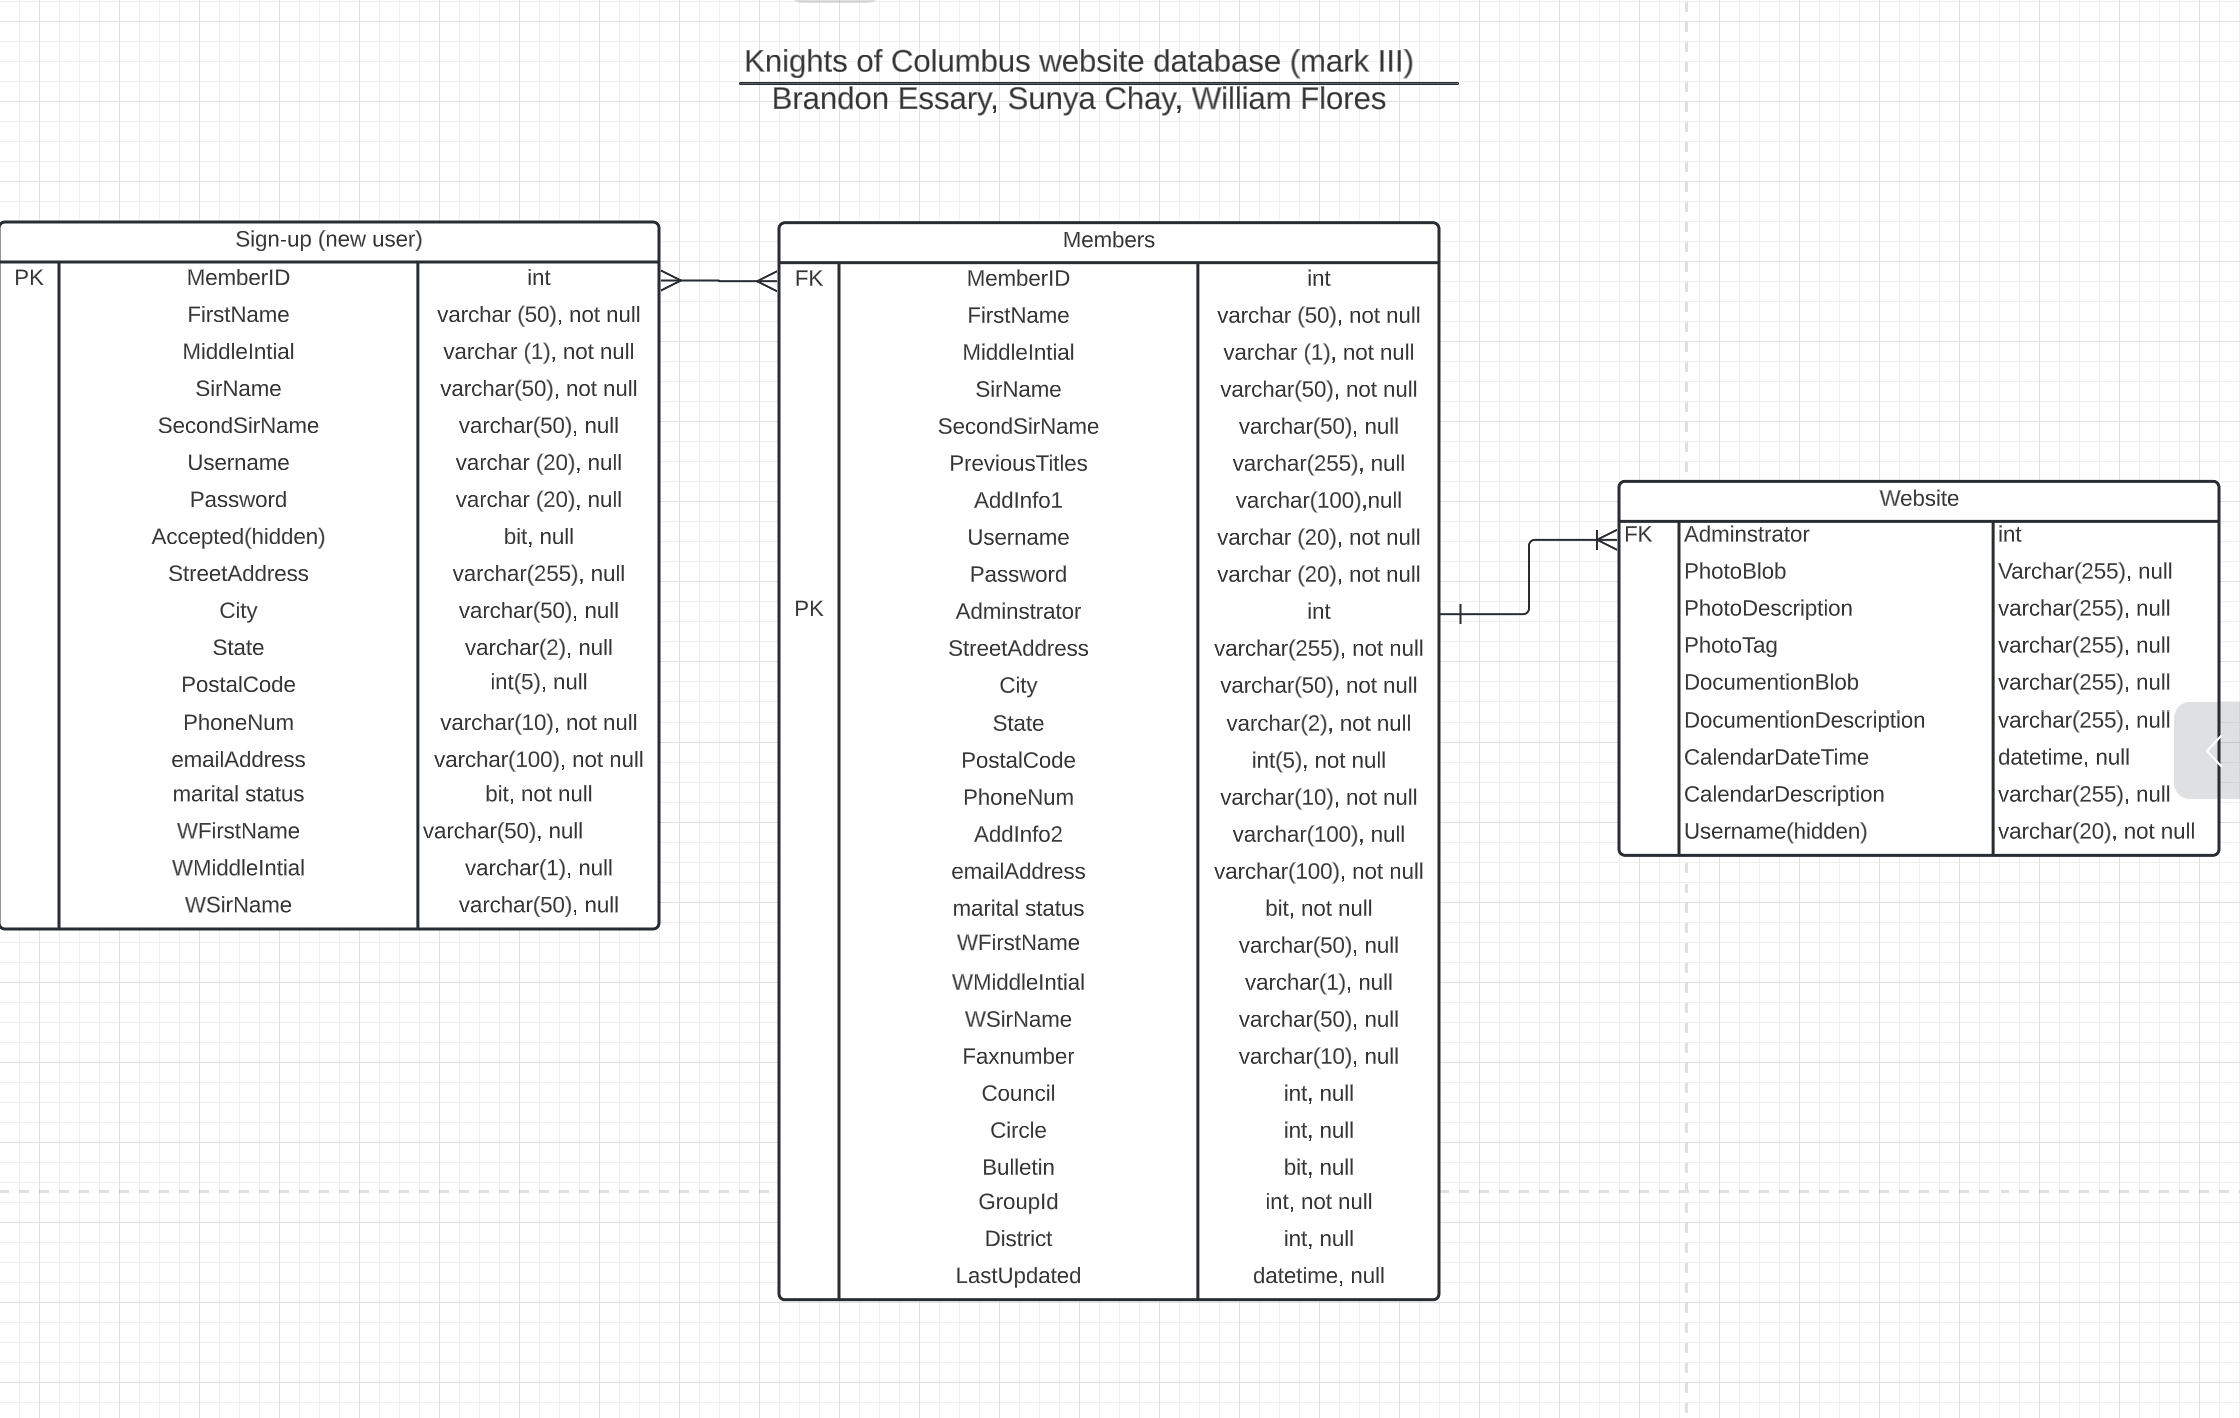 Knights of Columbus website database (mark III)
Brandon Essary, Sunya Chay, William Flores
Sign-up (new user)
PK MemberID int
FirstName varchar (50), not null
MiddleIntial varchar (1), not null
SirName varchar(50), not null
SecondSirName varchar(50), null
Username varchar (20), null
Password varchar (20), null
Accepted(hidden) bit, null
StreetAddress varchar(255), null
City varchar(50), null
State varchar(2), null
PostalCode int(5), null
PhoneNum varchar(10), not null
emailAddress varchar(100), not null
marital status bit, not null
WFirstName varchar(50), null
WMiddleIntial varchar(1), null
WSirName varchar(50), null
Members
FK MemberID int
FirstName varchar (50), not null
MiddleIntial varchar (1), not null
SirName varchar(50), not null
SecondSirName varchar(50), null
PreviousTitles varchar(255), null
AddInfo1 varchar(100),null
Username varchar (20), not null
Password varchar (20), not null
PK Adminstrator int
StreetAddress varchar(255), not null
City varchar(50), not null
State varchar(2), not null
PostalCode int(5), not null
PhoneNum varchar(10), not null
AddInfo2 varchar(100), null
emailAddress varchar(100), not null
marital status bit, not null
WFirstName varchar(50), null
WMiddleIntial varchar(1), null
WSirName varchar(50), null
Faxnumber varchar(10), null
Council int, null
Circle int, null
Bulletin bit, null
GroupId int, not null
District int, null
LastUpdated datetime, null
Website
FK Adminstrator int
PhotoBlob Varchar(255), null
PhotoDescription varchar(255), null
PhotoTag varchar(255), null
DocumentionBlob varchar(255), null
DocumentionDescription varchar(255), null
CalendarDateTime datetime, null
CalendarDescription varchar(255), null
Username(hidden) varchar(20), not null